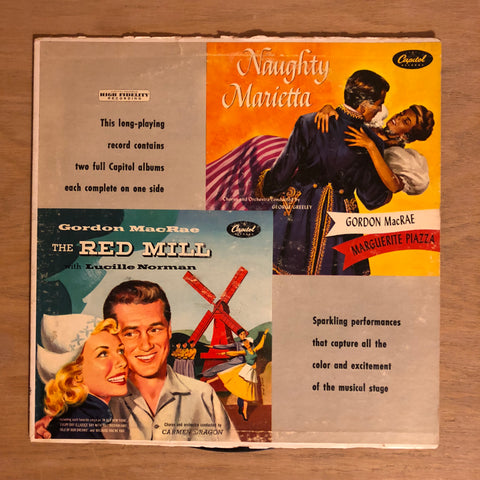 HIGH FIDELITY
RECORDING
This long-playing
record contains
two full Capitol albums
each complete on one side
Naughty
Marietta
Capitol
RECORDS
Chorus and Orchestra conducted by
GEORGE GREELEY
GORDON MacRAE
MARGUERITE PIAZZA
Gordon MacRae
THE RED MILL
with Lucille Norman
Capitol
Chorus and orchestra conducted by
CARMEN DRAGON
Sparkling performances
that capture all the
color and excitement
of the musical stage